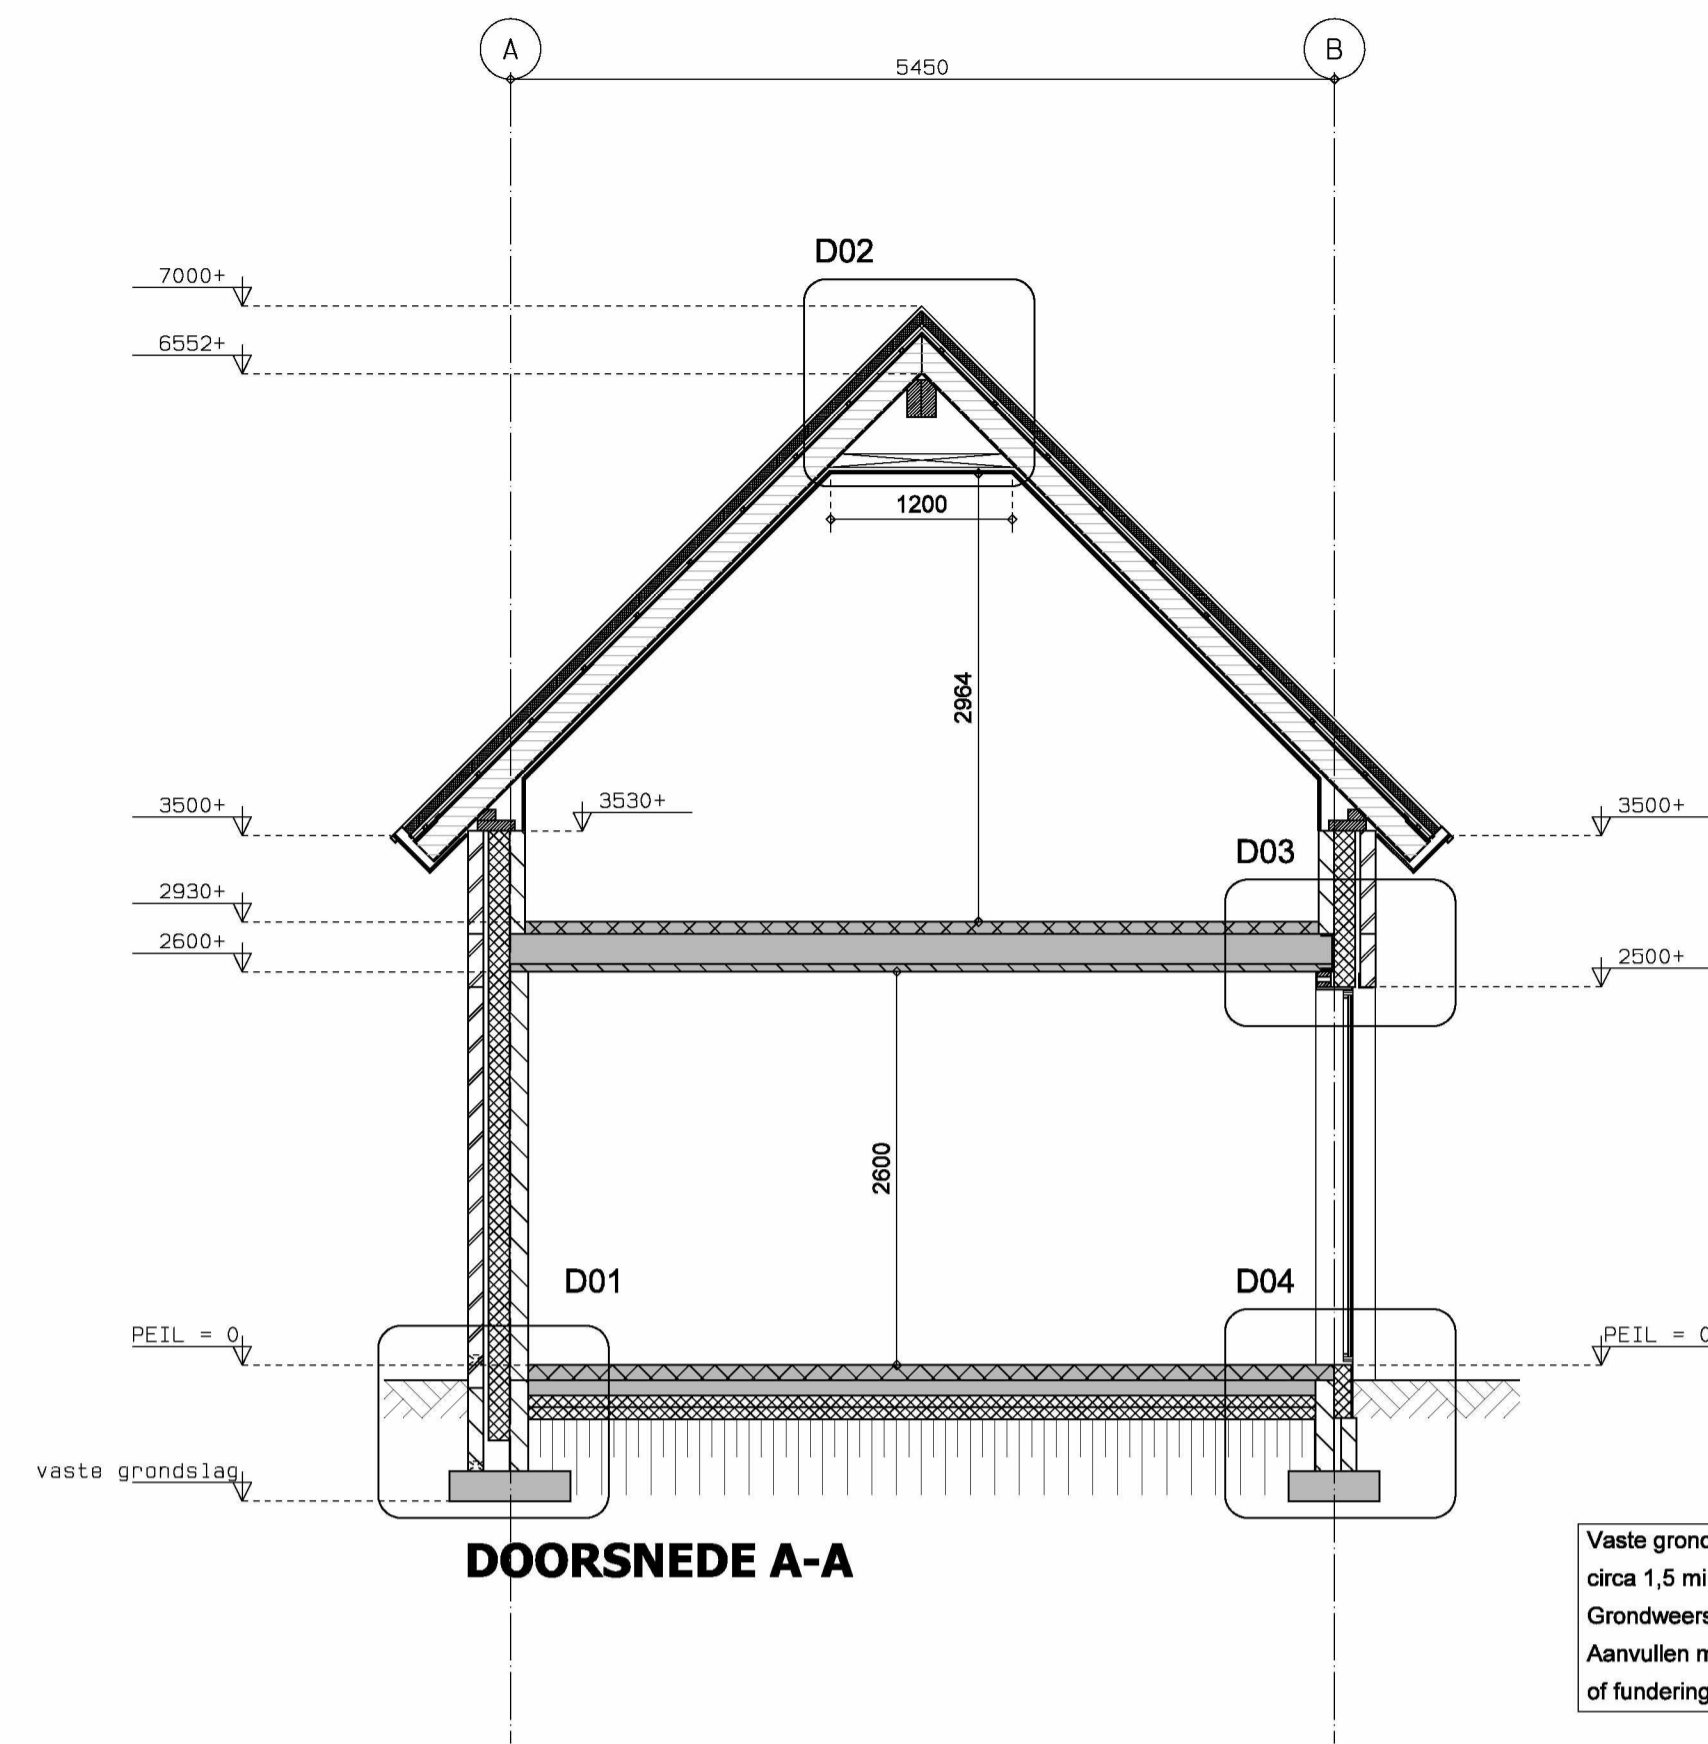 A
B
5450
D02
7000+
6552+
1200
2964
3500+
3530+
3500+
D03
2930+
2600+
2500+
2600
D01
D04
PEIL = 0
PEIL = 0
vaste grondslag
DOORSNEDE A-A
Vaste grond
circa 1,5 mi
Grondweers
Aanvullen m
of fundering